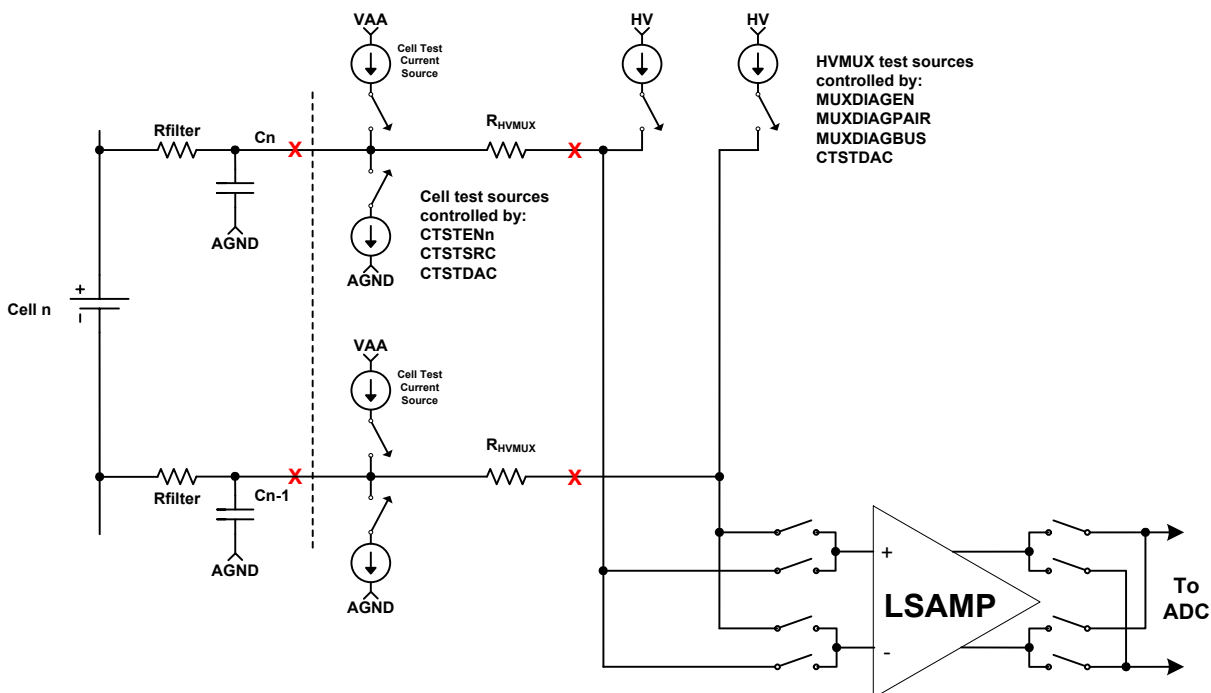 VAA
HV
HV
Cell Test
Current
Source
HVMUX test sources
controlled by:
MUXDIAGEN
MUXDIAGPAIR
MUXDIAGBUS
CTSTDAC
Rfilter
Cn
X
RHVMUX
X
AGND
Cell test sources
controlled by:
CTSTENn
CTSTSRC
CTSTDAC
AGND
Cell n
+
-
VAA
Cell Test
Current
Source
RHVMUX
X
X
Rfilter
Cn-1
AGND
AGND
+
-
LSAMP
To
ADC